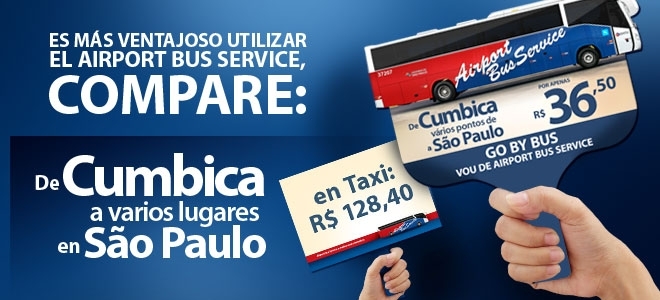 ES MÁS VENTAJOSO UTILIZAR
EL AIRPORT BUS SERVICE,
COMPARE:
De Cumbica
a varios lugares
en São Paulo
en Taxi:
R$ 128,40
37207
Airport
Bus Service
De Cumbica
vários pontos de
a São Paulo
POR APENAS
R$ 36,50
GO BY BUS
VOU DE AIRPORT BUS SERVICE